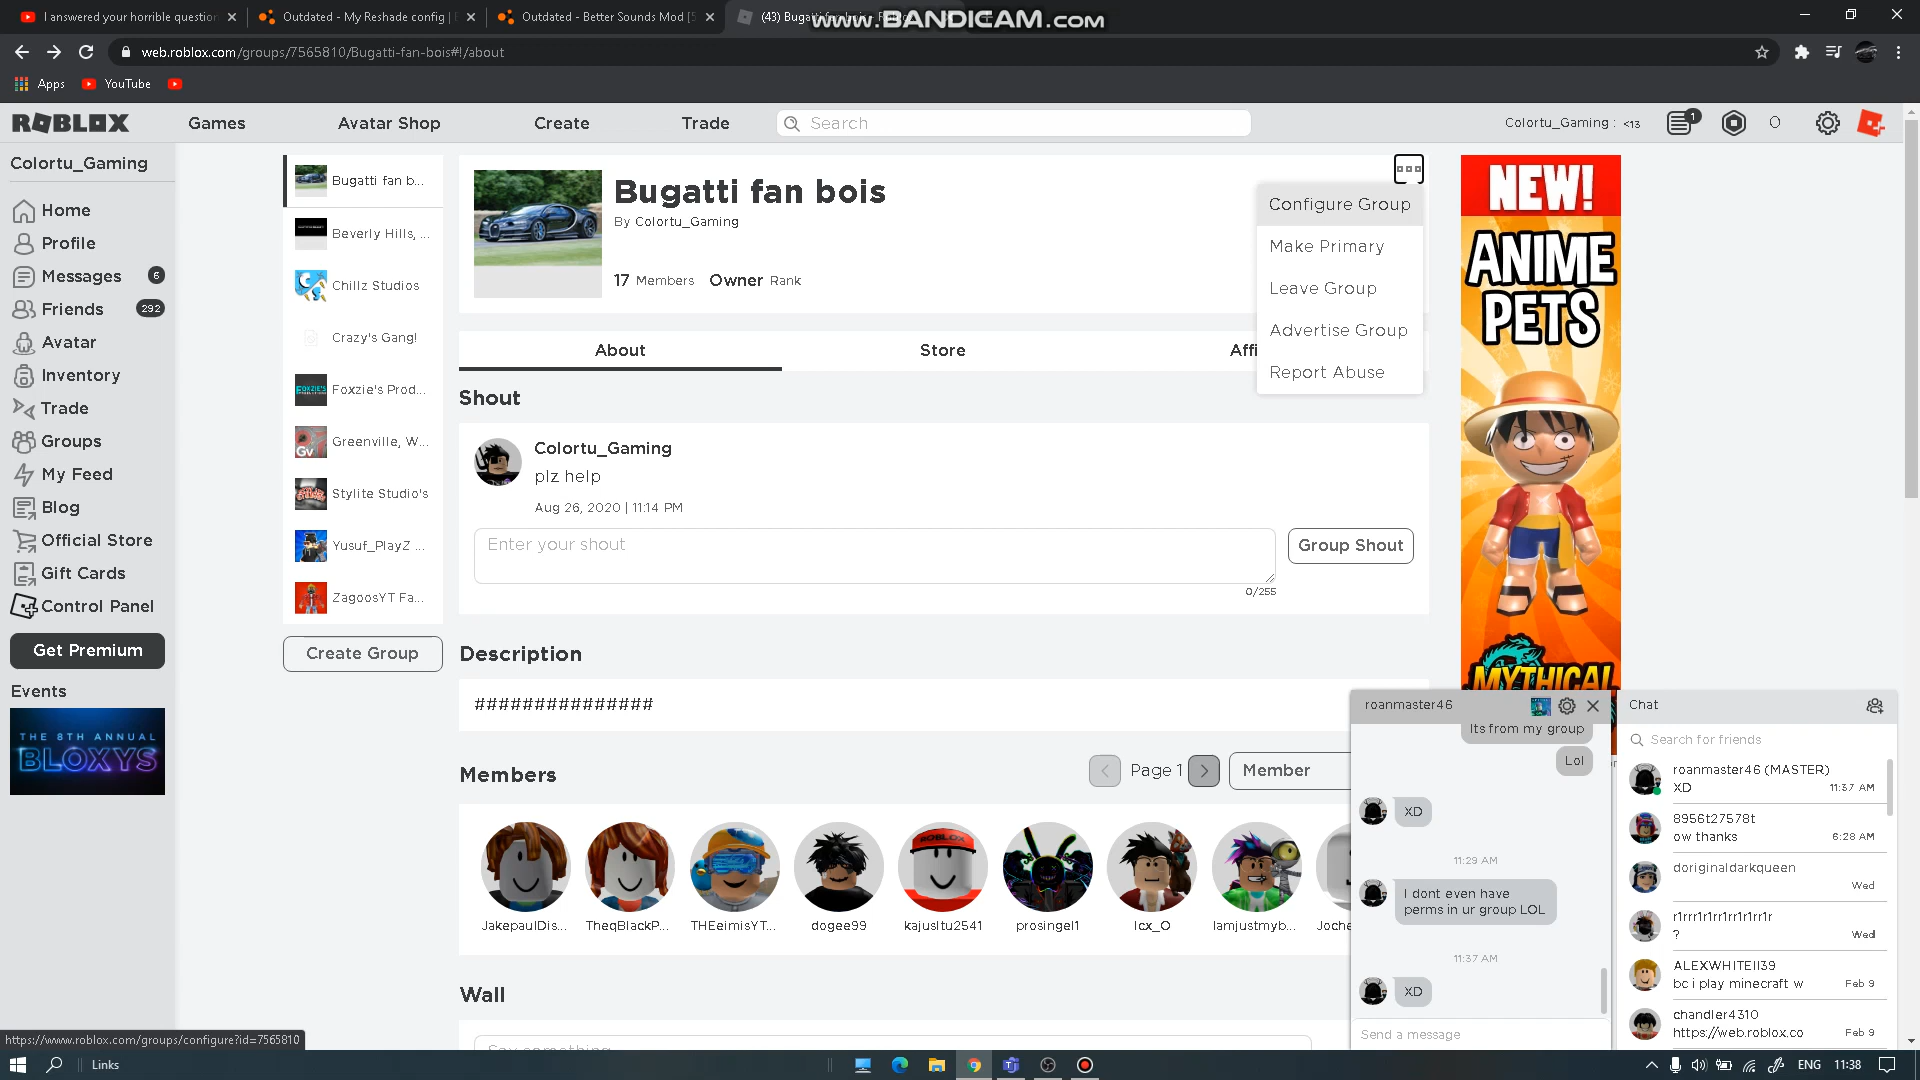 I answered your horrible question
Outdated - My Reshade config |
Outdated - Better Sounds Mod [
(43) Bugatti fan bois
www.BANDICAM.com
web.roblox.com/groups/7565810/Bugatti-fan-bois#!/about
Apps
YouTube
ROBLOX
Games
Avatar Shop
Create
Trade
Search
Colortu_Gaming : <13
1
0
Colortu_Gaming
Home
Profile
Messages 6
Friends 292
Avatar
Inventory
Trade
Groups
My Feed
Blog
Official Store
Gift Cards
Control Panel
Get Premium
Events
THE 8TH ANNUAL
BLOXYS
Bugatti fan b...
Beverly Hills, ...
Chillz Studios
Crazy's Gang!
Foxzie's Prod...
Greenville, W...
Stylite Studio's
Yusuf_PlayZ ...
ZagoosYT Fa...
Create Group
Bugatti fan bois
By Colortu_Gaming
17 Members Owner Rank
Configure Group
Make Primary
Leave Group
Advertise Group
Report Abuse
About
Store
Affi
Shout
Colortu_Gaming
plz help
Aug 26, 2020 | 11:14 PM
Enter your shout
Group Shout
0/255
Description
###############
Members
Page 1
Member
JakepaulDis...
TheqBlackP...
THEeimisYT...
dogee99
kajusltu2541
prosingel1
lcx_O
Iamjustmyb...
Joche
Wall
Say something
NEW!
ANIME
PETS
MYTHICAL
roanmaster46
Its from my group
Lol
XD
11:29 AM
I dont even have
perms in ur group LOL
11:37 AM
XD
Send a message
Chat
Search for friends
roanmaster46 (MASTER)
XD 11:37 AM
8956t27578t
ow thanks 6:28 AM
doriginaldarkqueen
Wed
r1rrr1r1rr1rr1r1rr1r
? Wed
ALEXWHITEII39
bc i play minecraft w Feb 9
chandler4310
https://web.roblox.co Feb 9
https://www.roblox.com/groups/configure?id=7565810
Links
ENG 11:38